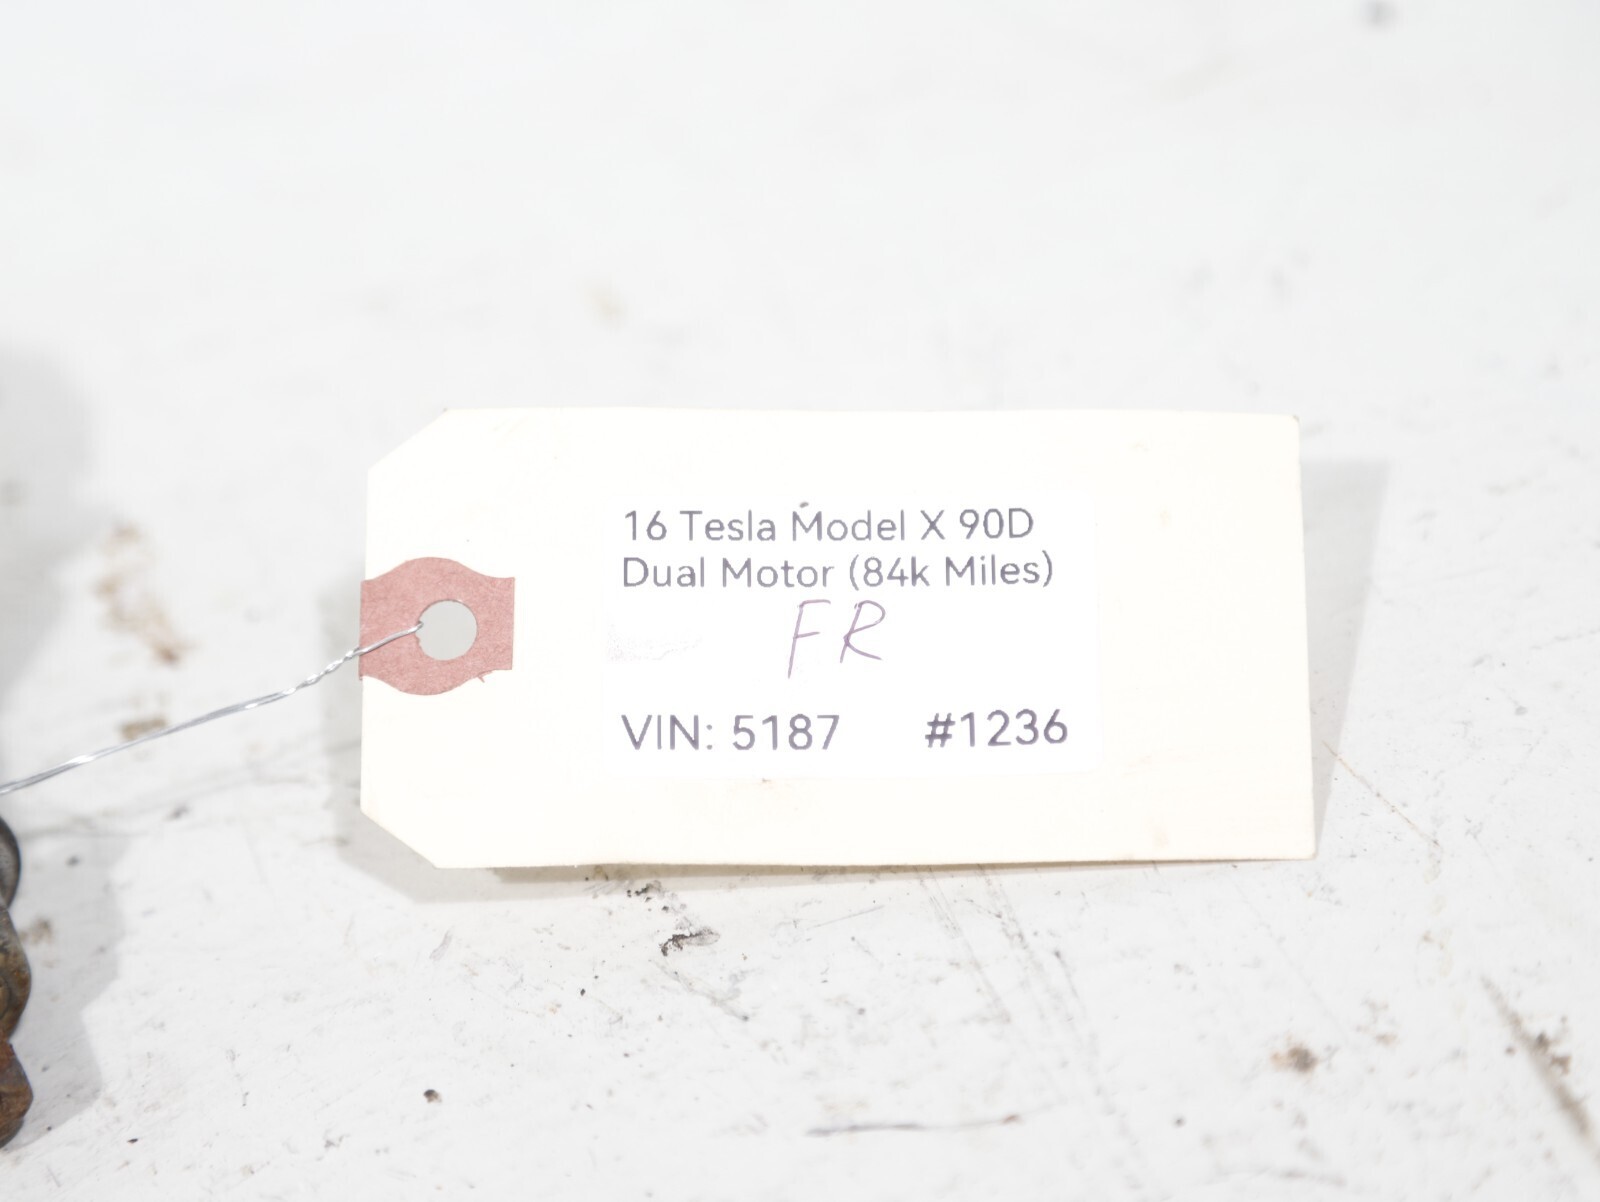 16 Tesla Model X 90D
Dual Motor (84k Miles)
FR
VIN: 5187 #1236